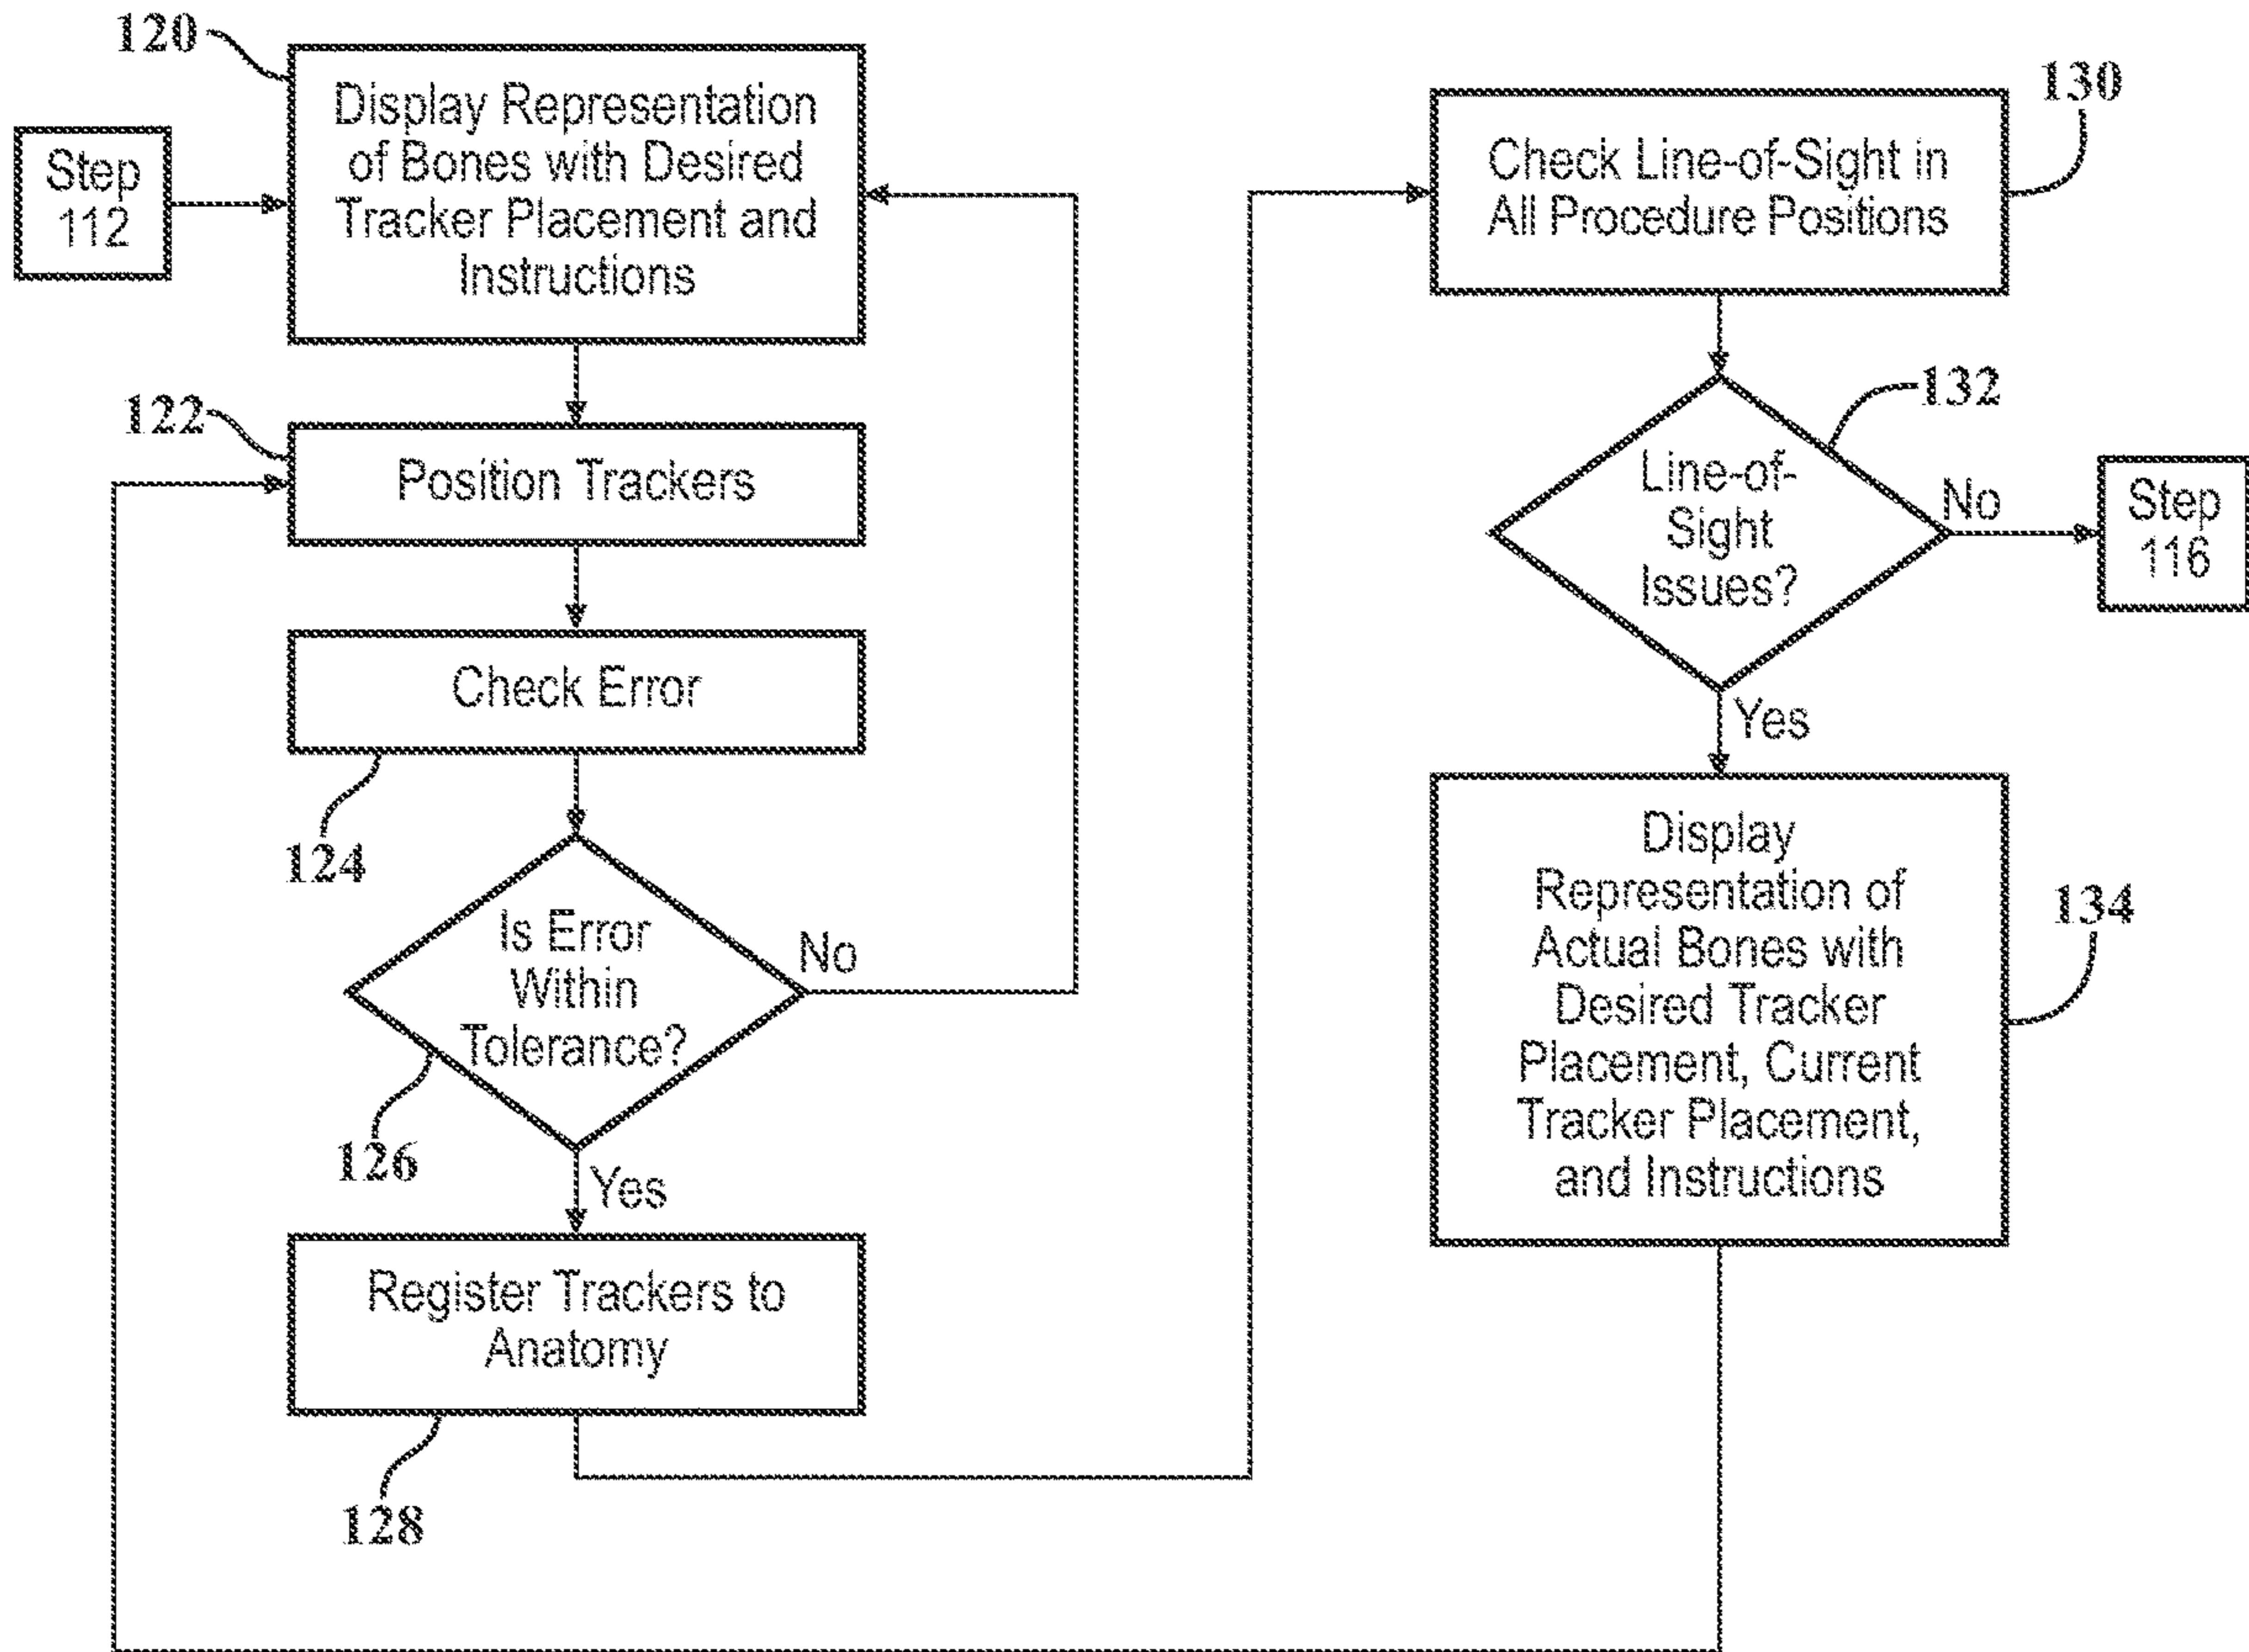 120
Step
112
Display Representation
of Bones with Desired
Tracker Placement and
Instructions
122
Position Trackers
Check Error
124
Is Error
Within
Tolerance?
No
126
Yes
Register Trackers to
Anatomy
128
130
Check Line-of-Sight in
All Procedure Positions
132
Line-of-
Sight
Issues?
No
Step
116
Yes
Display
Representation of
Actual Bones with
Desired Tracker
Placement, Current
Tracker Placement,
and Instructions
134